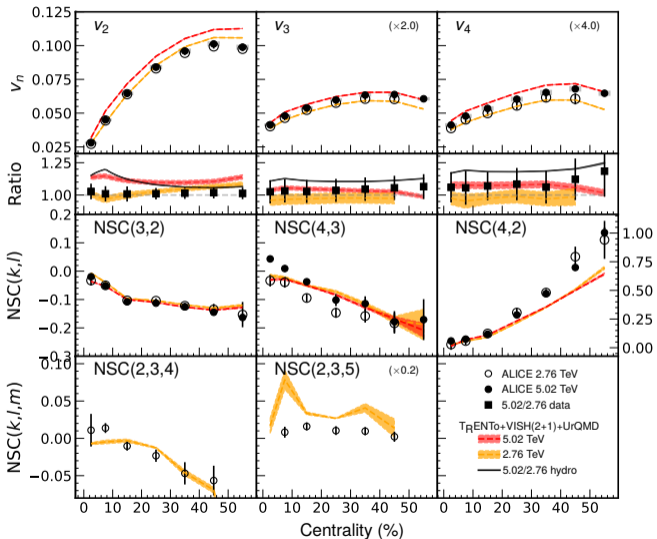 v2
v3
(×2.0)
v4
(×4.0)
vn
0.125
0.100
0.075
0.050
0.025
Ratio
1.25
1.00
NSC(3,2)
NSC(4,3)
NSC(4,2)
NSC(k,l)
0.2
0.1
0.0
−0.1
−0.2
−0.3
1.00
0.75
0.50
0.25
0.00
NSC(2,3,4)
NSC(2,3,5)
(×0.2)
NSC(k,l,m)
0.05
0.00
−0.05
ALICE 2.76 TeV
ALICE 5.02 TeV
5.02/2.76 data
TRENTo+VISH(2+1)+UrQMD
5.02 TeV
2.76 TeV
5.02/2.76 hydro
0 10 20 30 40 50
0 10 20 30 40 50
0 10 20 30 40 50
Centrality (%)